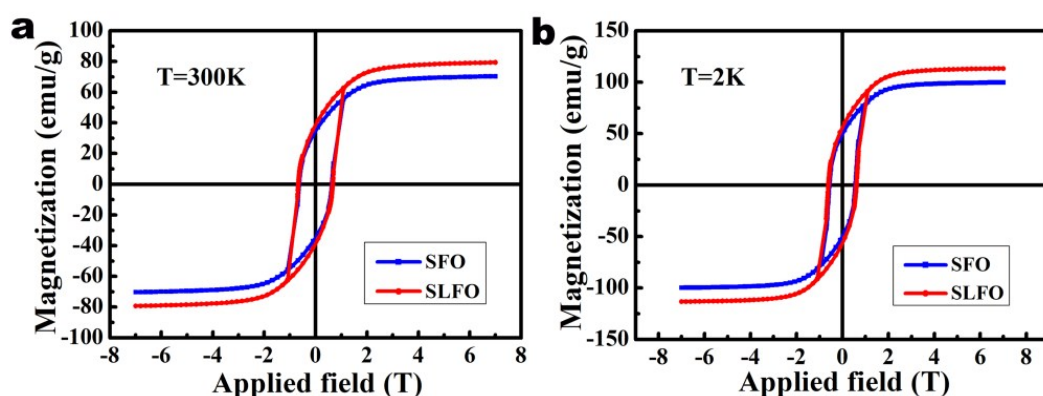 a
T=300K
Magnetization (emu/g)
100
80
60
40
20
0
-20
-40
-60
-80
-100
-8 -6 -4 -2 0 2 4 6 8
Applied field (T)
SFO
SLFO
b
T=2K
Magnetization (emu/g)
150
100
50
0
-50
-100
-150
-8 -6 -4 -2 0 2 4 6 8
Applied field (T)
SFO
SLFO